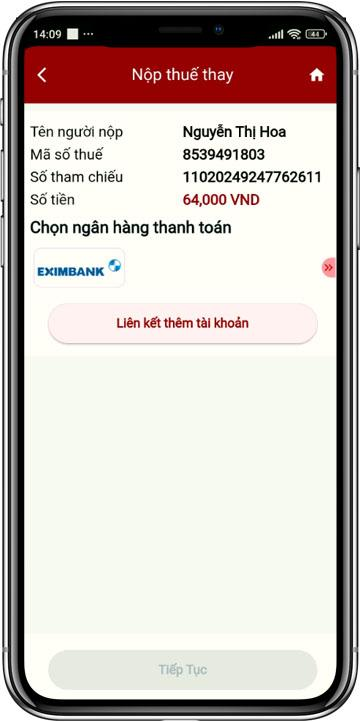 14:09 ... 44
Nộp thuế thay
Tên người nộp Nguyễn Thị Hoa
Mã số thuế 8539491803
Số tham chiếu 11020249247762611
Số tiền 64,000 VND
Chọn ngân hàng thanh toán
EXIMBANK
Liên kết thêm tài khoản
Tiếp Tục